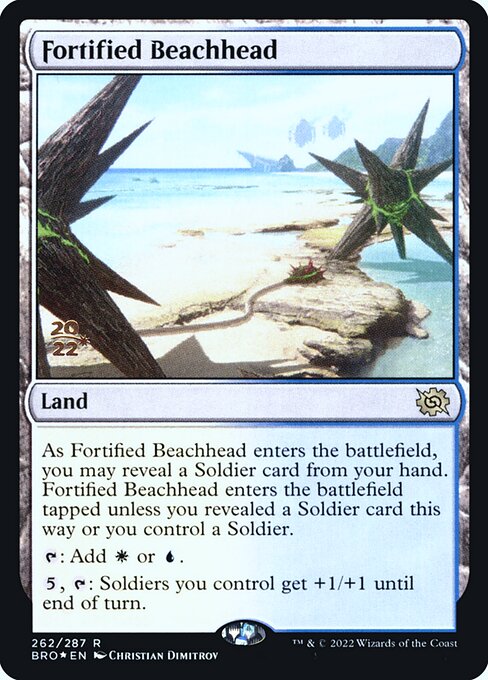 Fortified Beachhead
20
22
Land
As Fortified Beachhead enters the battlefield,
you may reveal a Soldier card from your hand.
Fortified Beachhead enters the battlefield
tapped unless you revealed a Soldier card this
way or you control a Soldier.
: Add or .
5, : Soldiers you control get +1/+1 until
end of turn.
262/287 R
BRO EN Christian Dimitrov
™ & © 2022 Wizards of the Coast